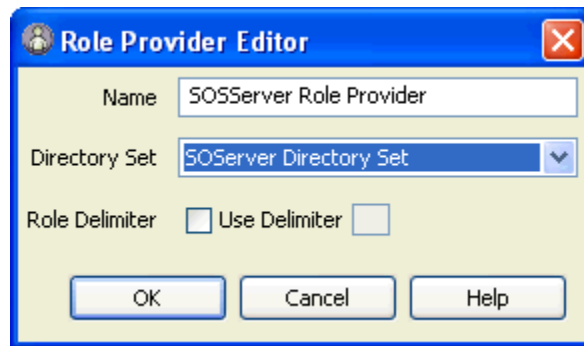 Role Provider Editor
Name SOSServer Role Provider
Directory Set SOServer Directory Set
Role Delimiter Use Delimiter
OK Cancel Help